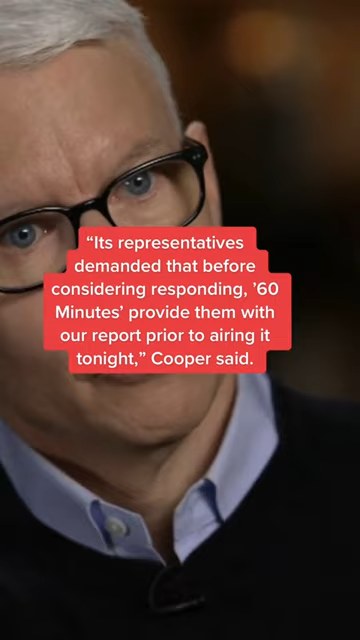 “Its representatives
demanded that before
considering responding, ’60
Minutes’ provide them with
our report prior to airing it
tonight,” Cooper said.